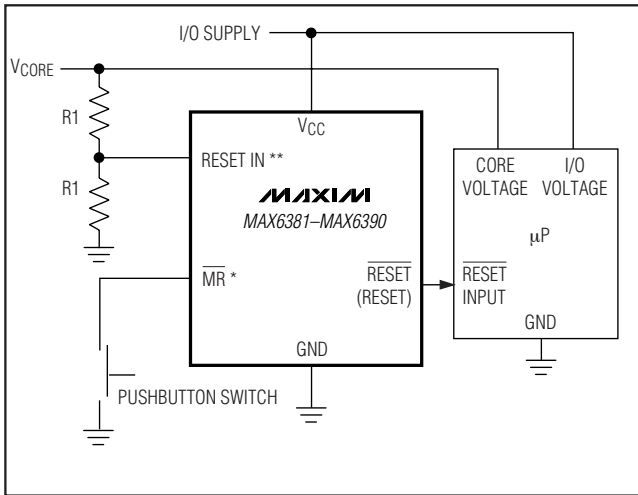 I/O SUPPLY
VCORE
R1
VCC
RESET IN **
R1
MAXIM
MAX6381–MAX6390
CORE VOLTAGE
I/O VOLTAGE
µP
MR *
RESET
(RESET)
RESET INPUT
GND
GND
PUSHBUTTON SWITCH